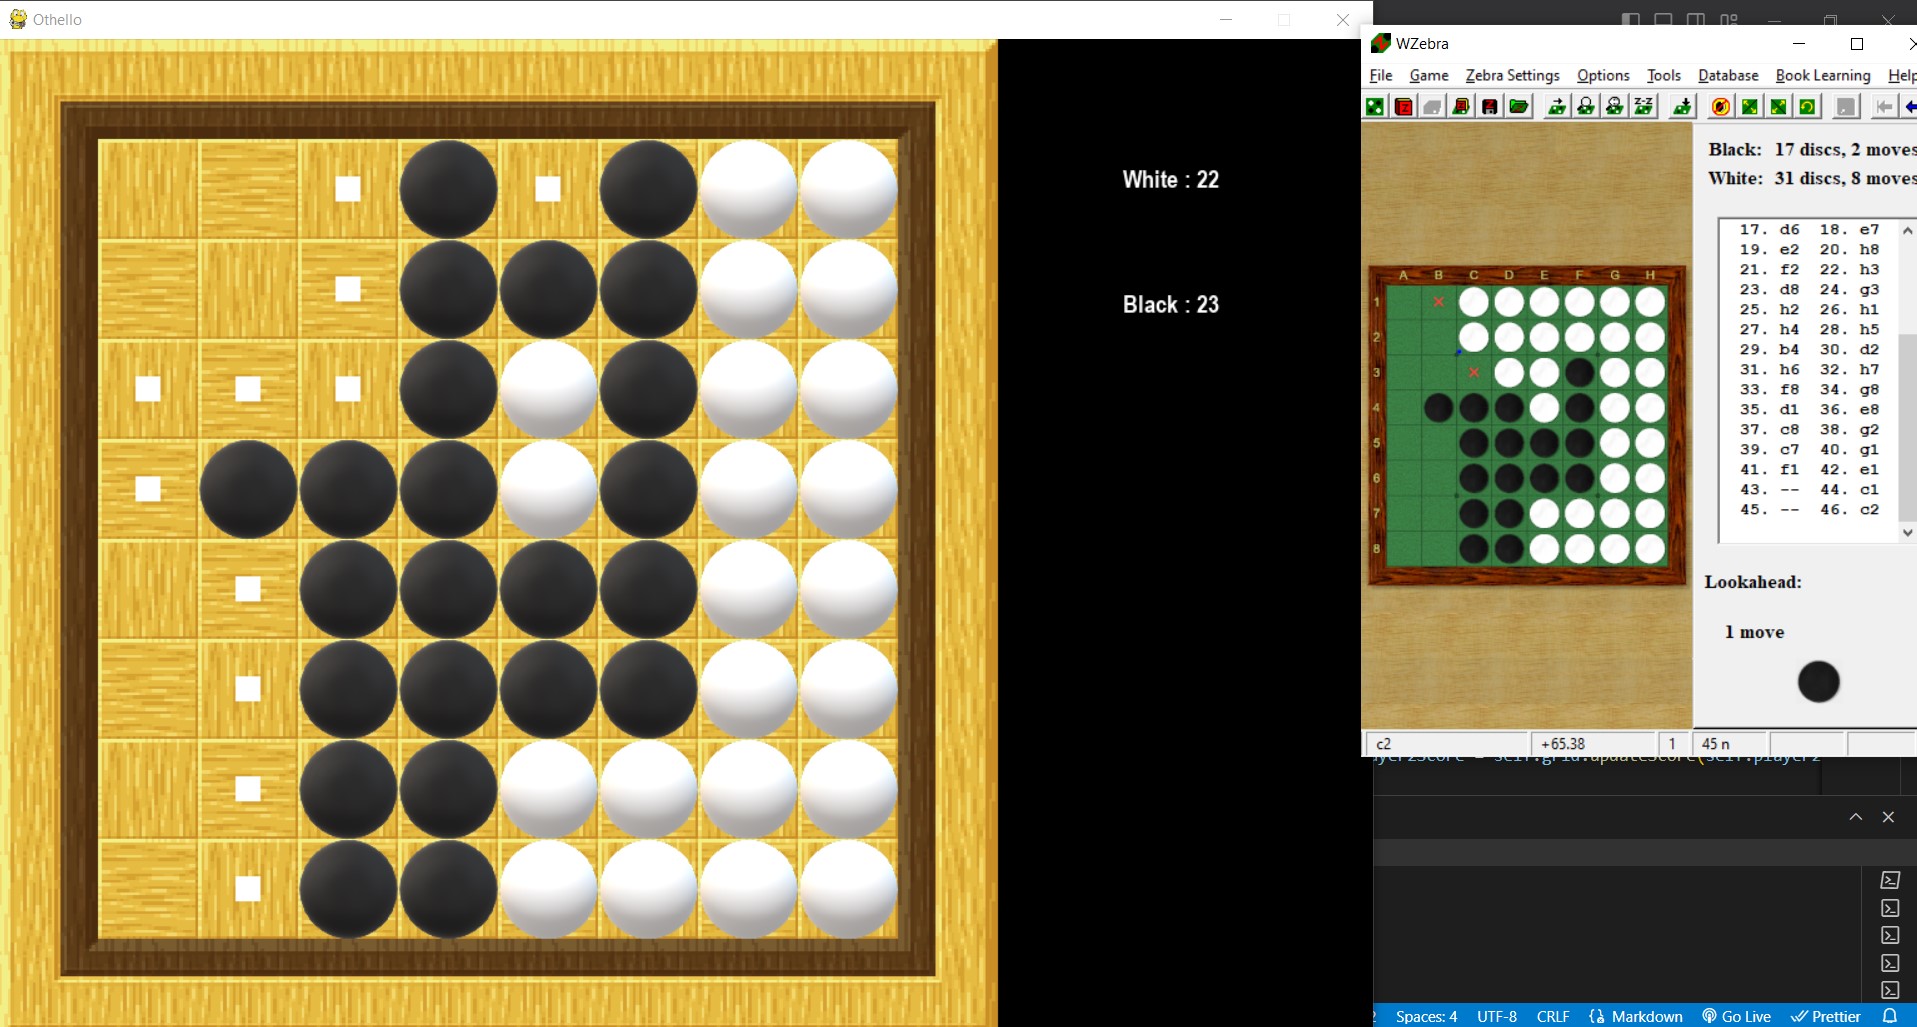 Othello
White : 22
Black : 23
WZebra
File Game Zebra Settings Options Tools Database Book Learning Help
Z-Z
Black: 17 discs, 2 moves
White: 31 discs, 8 moves
A B C D E F G H
1
2
3
4
5
6
7
8
17. d6 18. e7
19. e2 20. h8
21. f2 22. h3
23. d8 24. g3
25. h2 26. h1
27. h4 28. h5
29. b4 30. d2
31. h6 32. h7
33. f8 34. g8
35. d1 36. e8
37. c8 38. g2
39. c7 40. g1
41. f1 42. e1
43. -- 44. c1
45. -- 46. c2
Lookahead:
1 move
c2 +65.38 1 45 n
Spaces: 4 UTF-8 CRLF Markdown Go Live Prettier